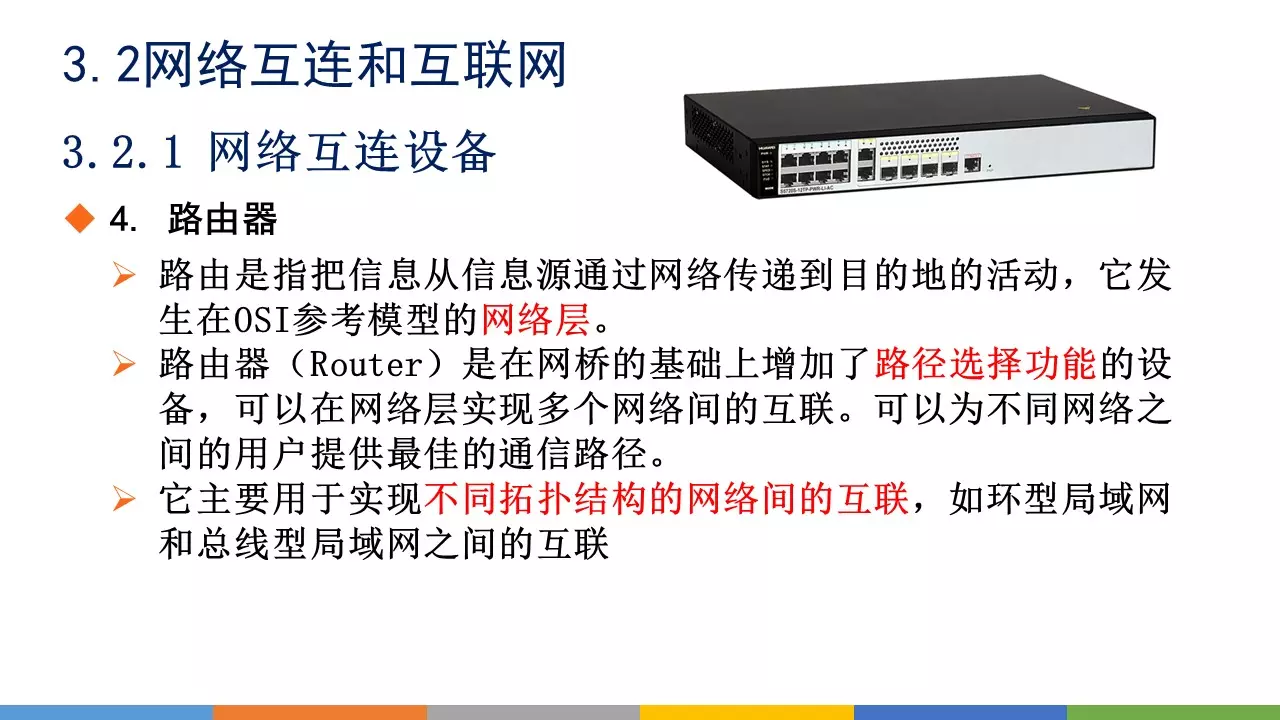 3.2网络互连和互联网
3.2.1 网络互连设备
4. 路由器
路由是指把信息从信息源通过网络传递到目的地的活动，它发
生在OSI参考模型的网络层。
路由器（Router）是在网桥的基础上增加了路径选择功能的设
备，可以在网络层实现多个网络间的互联。可以为不同网络之
间的用户提供最佳的通信路径。
它主要用于实现不同拓扑结构的网络间的互联，如环型局域网
和总线型局域网之间的互联
HUAWEI
S5720S-12TP-PWR-LI-AC